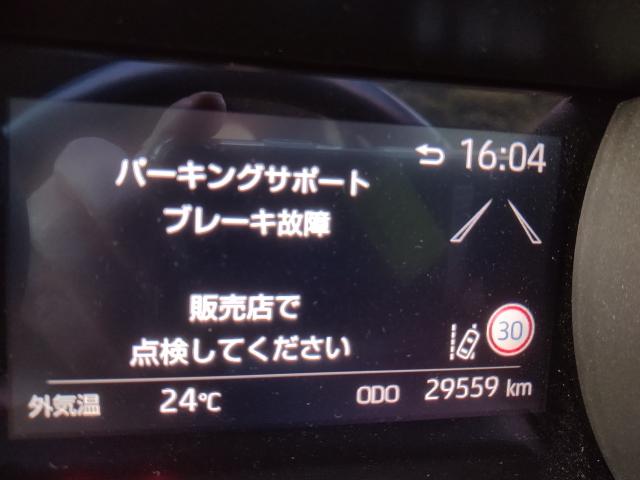 16:04
パーキングサポート
ブレーキ故障
販売店で
点検してください
30
外気温 24℃ ODO 29559 km